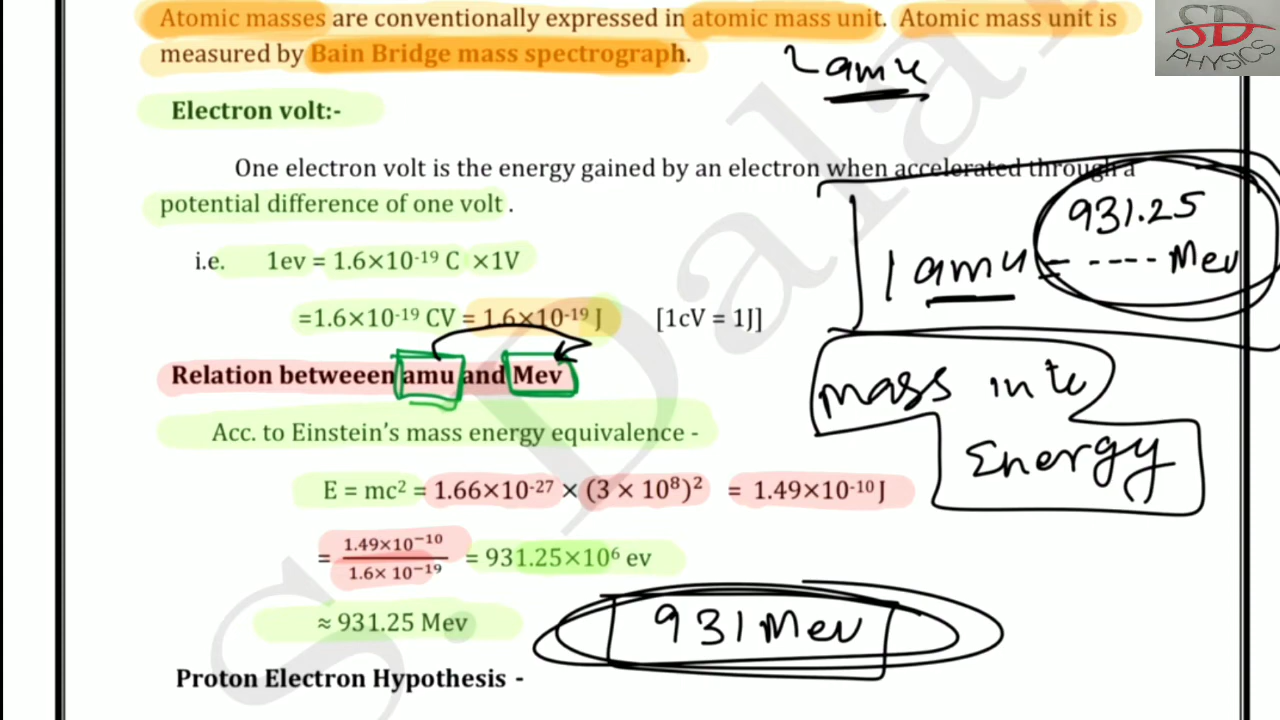 Atomic masses are conventionally expressed in atomic mass unit. Atomic mass unit is
measured by Bain Bridge mass spectrograph.
SD
PHYSICS
amu
Electron volt:-
One electron volt is the energy gained by an electron when accelerated through a
potential difference of one volt .
i.e. 1ev = 1.6×10⁻¹⁹ C ×1V
=1.6×10⁻¹⁹ CV = 1.6×10⁻¹⁹ J [1cV = 1J]
931.25
1 amu = ---- Mev
Relation betweeen amu and Mev
mass into
Energy
Acc. to Einstein's mass energy equivalence -
E = mc² = 1.66×10⁻²⁷ × (3 × 10⁸)² = 1.49×10⁻¹⁰ J
= 1.49×10⁻¹⁰ / 1.6× 10⁻¹⁹ = 931.25×10⁶ ev
≈ 931.25 Mev
931 Mev
Proton Electron Hypothesis -
S. Dalal